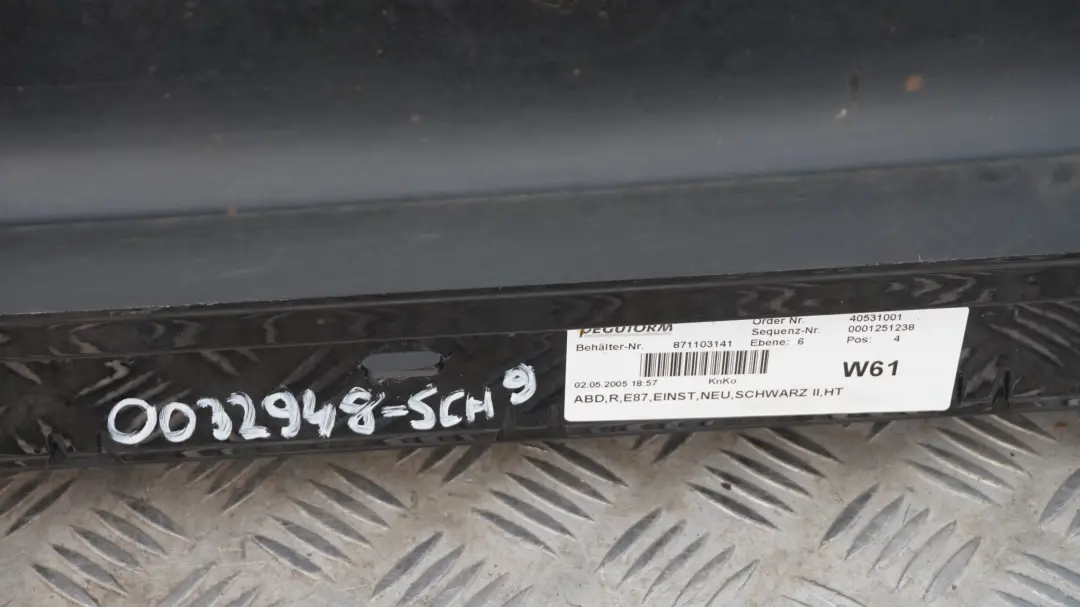 0032948-SCH 9
Order Nr. 40531001
Sequenz-Nr. 0001251238
Behälter-Nr. 871103141 Ebene: 6 Pos: 4
W61
02.05.2005 18:57 KnKo
ABD,R,E87,EINST,NEU,SCHWARZ II,HT